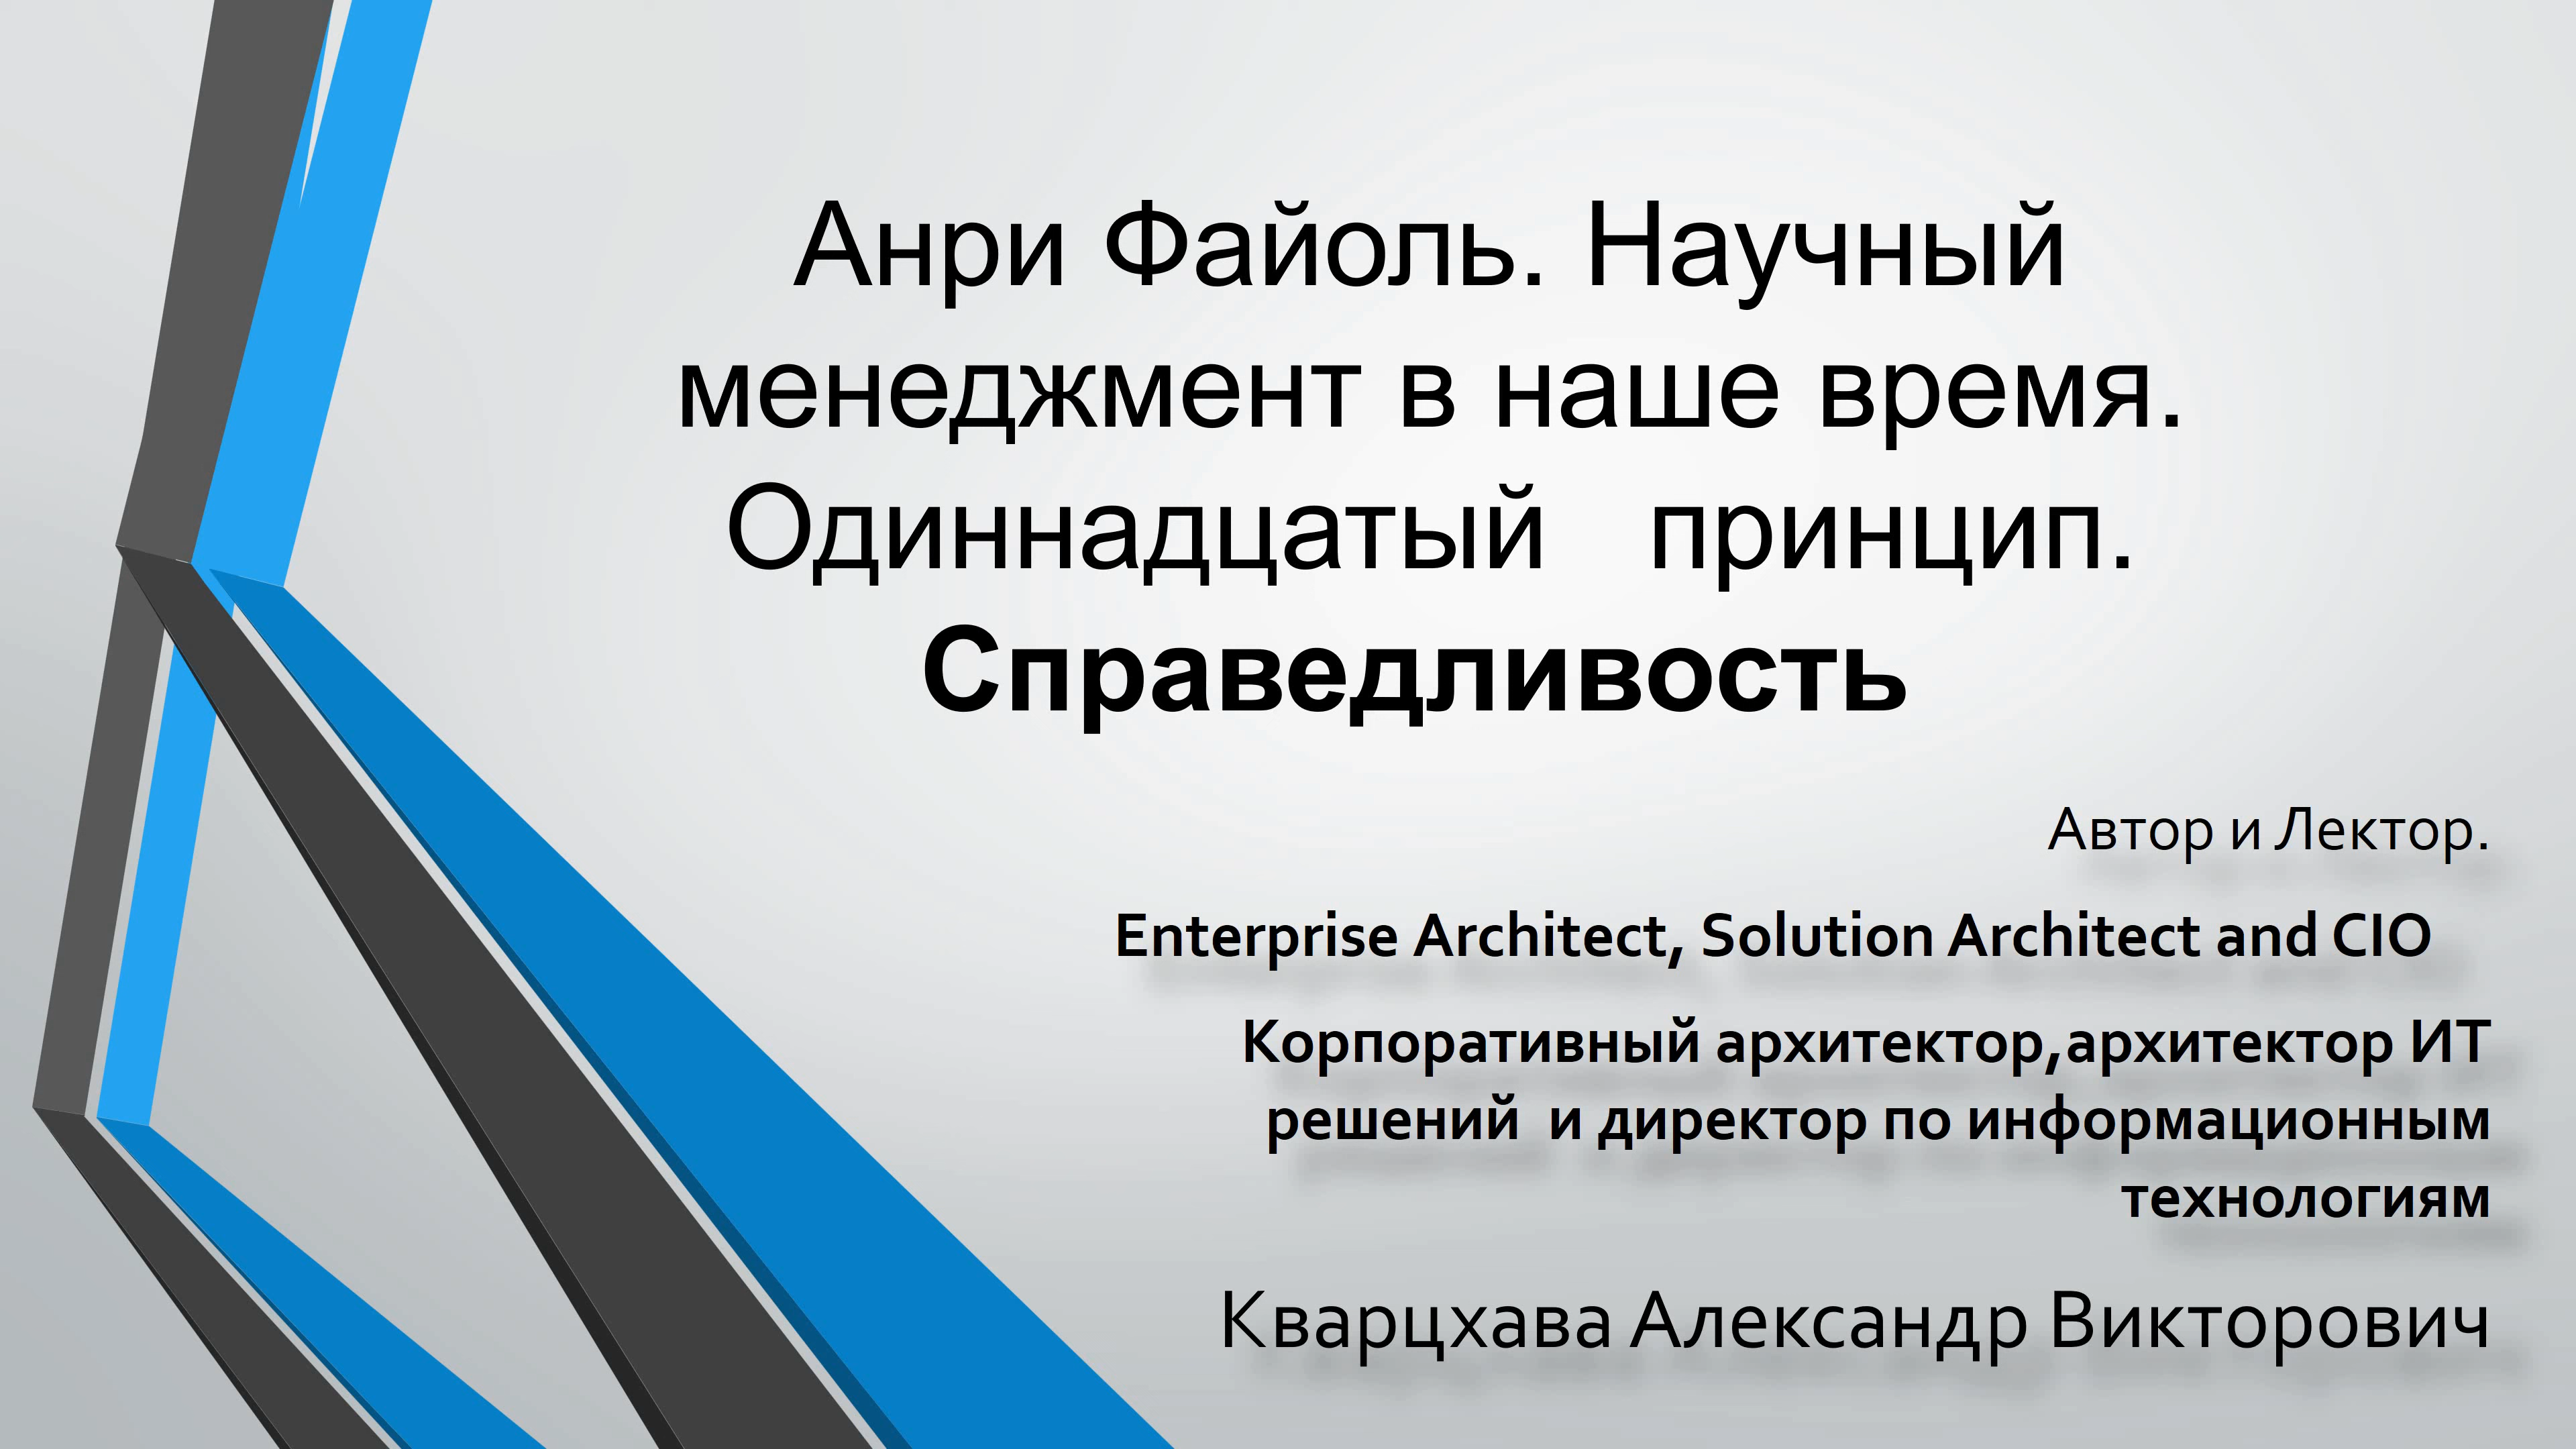 Анри Файоль. Научный
менеджмент в наше время.
Одиннадцатый принцип.
Справедливость
Автор и Лектор.
Enterprise Architect, Solution Architect and CIO
Корпоративный архитектор,архитектор ИТ
решений и директор по информационным
технологиям
Кварцхава Александр Викторович